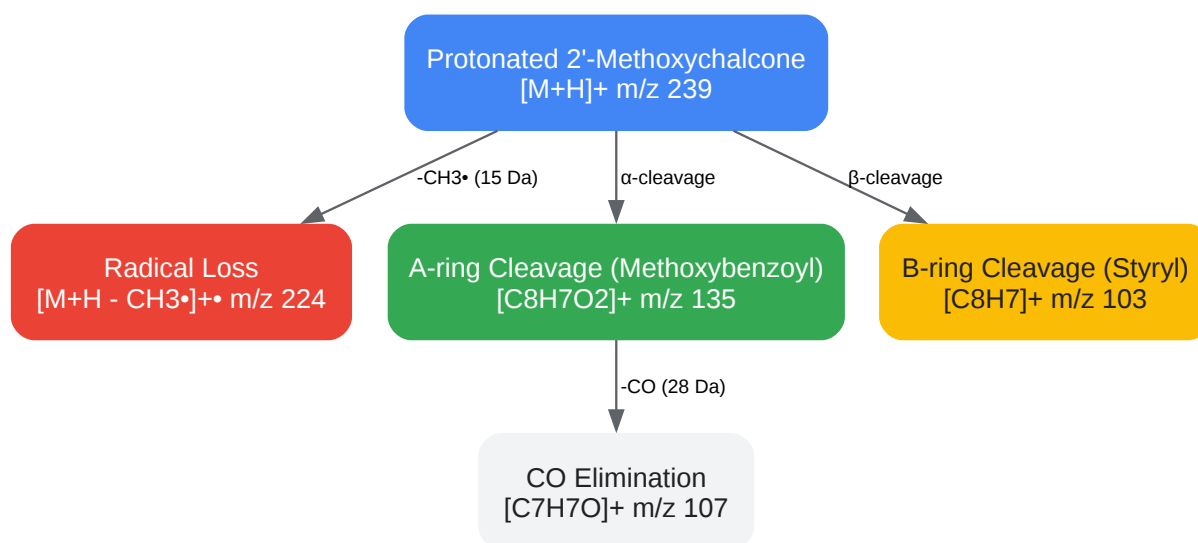 Protonated 2'-Methoxychalcone
[M+H]+ m/z 239
-CH3• (15 Da)
α-cleavage
β-cleavage
Radical Loss
[M+H - CH3•]+• m/z 224
A-ring Cleavage (Methoxybenzoyl)
[C8H7O2]+ m/z 135
B-ring Cleavage (Styryl)
[C8H7]+ m/z 103
-CO (28 Da)
CO Elimination
[C7H7O]+ m/z 107